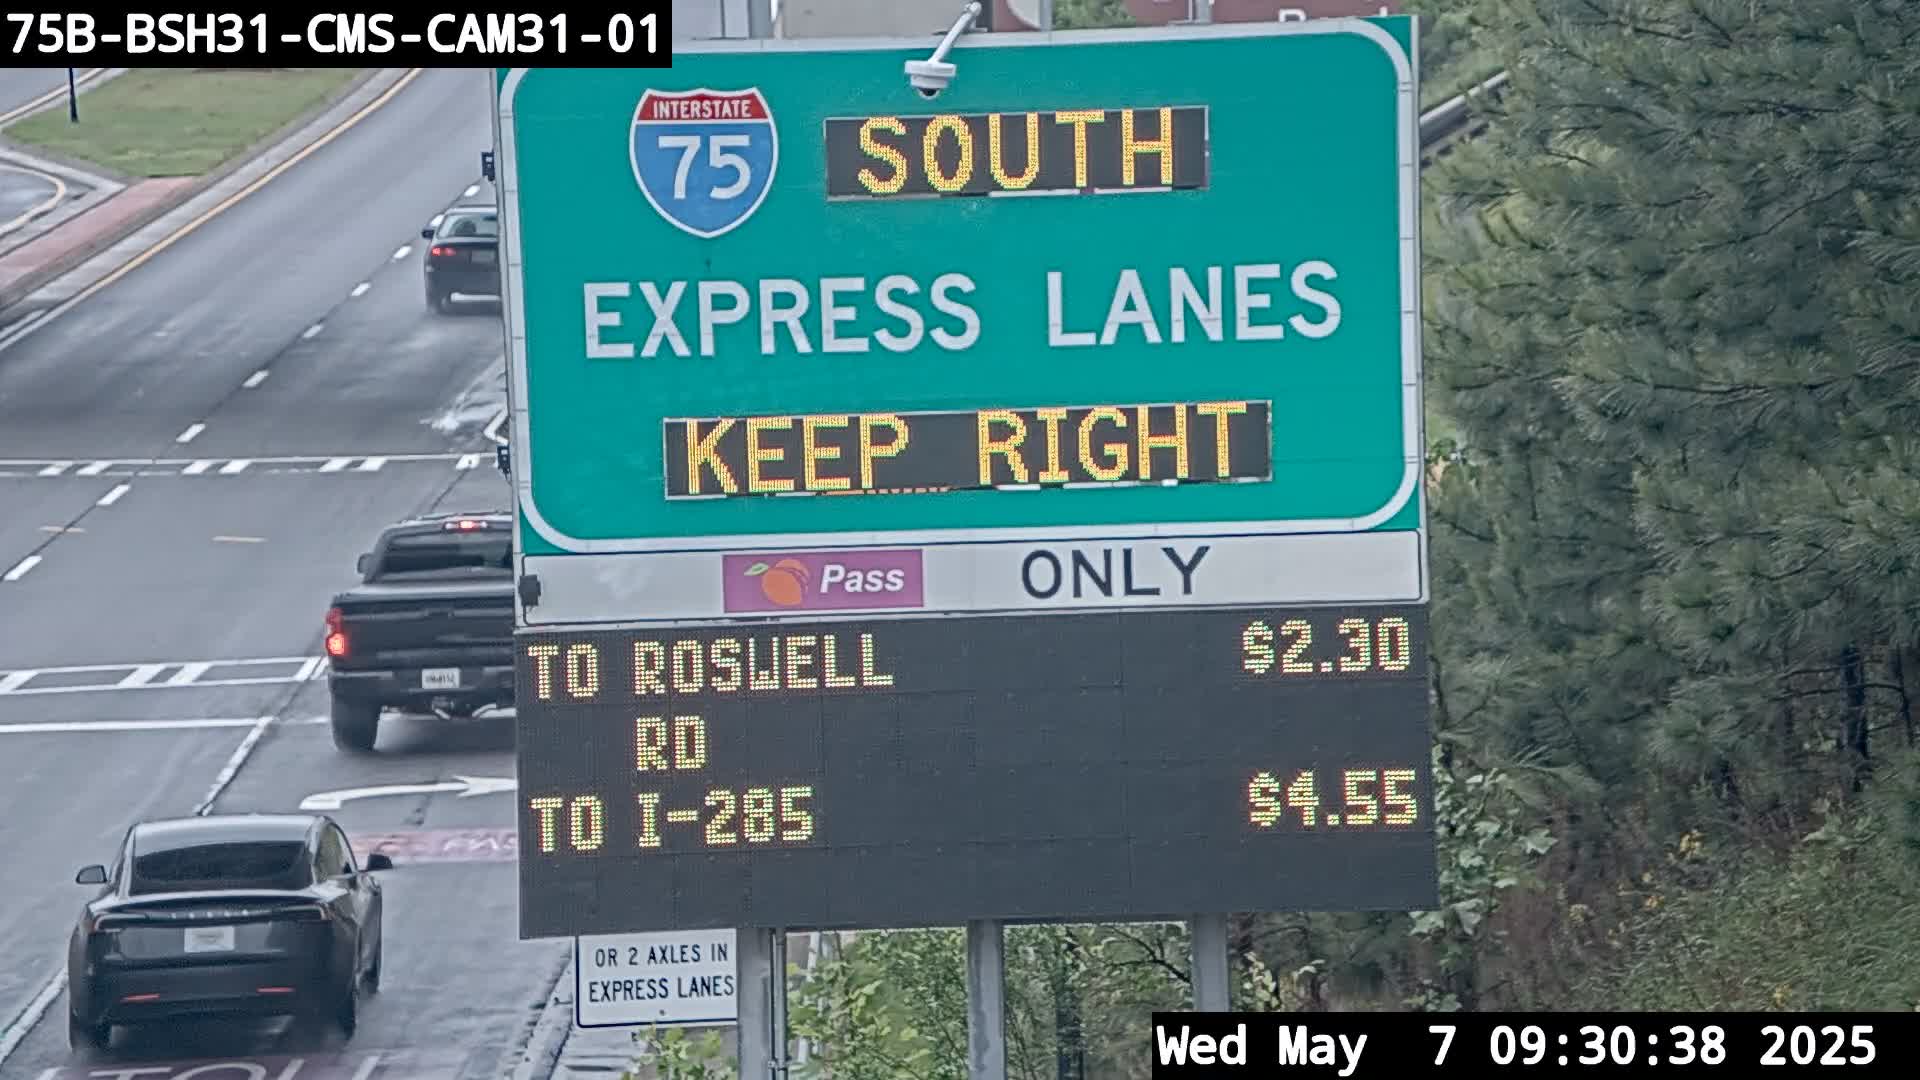 75B-BSH31-CMS-CAM31-01
INTERSTATE
75
SOUTH
EXPRESS LANES
KEEP RIGHT
Pass ONLY
TO ROSWELL $2.30
RD
TO I-285 $4.55
OR 2 AXLES IN
EXPRESS LANES
TOLL
Wed May 7 09:30:38 2025